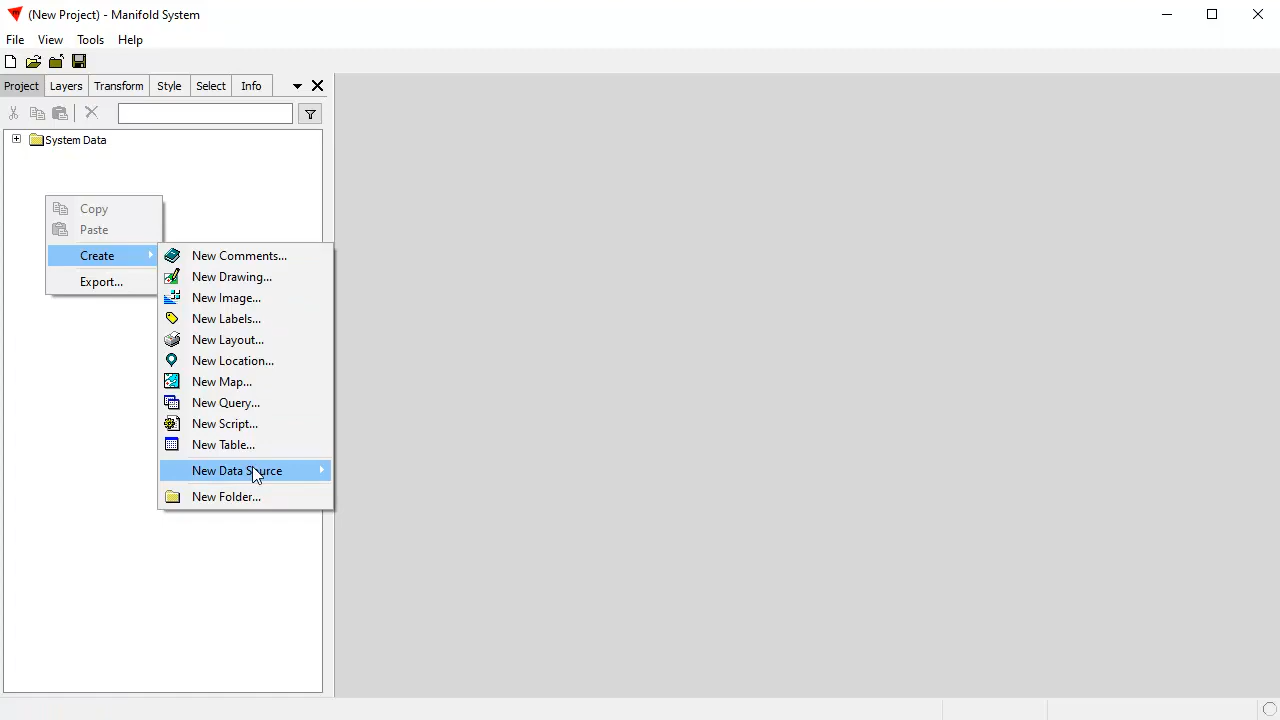 (New Project) - Manifold System
File View Tools Help
Project Layers Transform Style Select Info
System Data
Copy
Paste
Create
Export...
New Comments...
New Drawing...
New Image...
New Labels...
New Layout...
New Location...
New Map...
New Query...
New Script...
New Table...
New Data Source
New Folder...